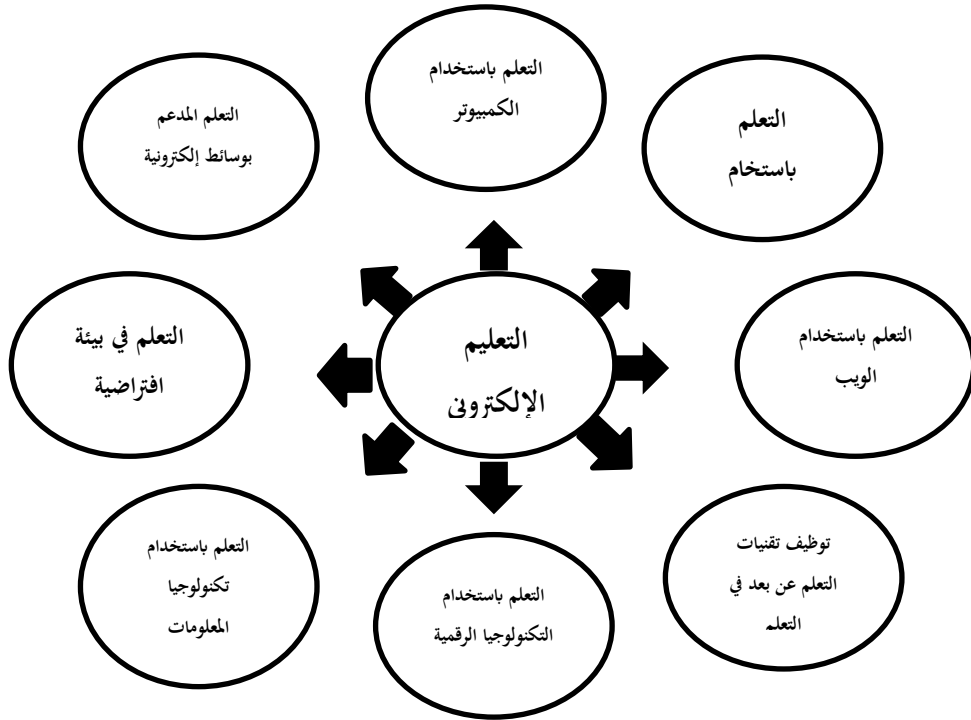 التعلم باستخدام
الكمبيوتر
التعلم
باستخام
التعلم باستخدام
الويب
توظيف تقنيات
التعلم عن بعد في
التعلم
التعلم باستخدام
التكنولوجيا الرقمية
التعلم باستخدام
تكنولوجيا
المعلومات
التعلم في بيئة
افتراضية
التعلم المدعم
بوسائط إلكترونية
التعليم
الإلكتروني